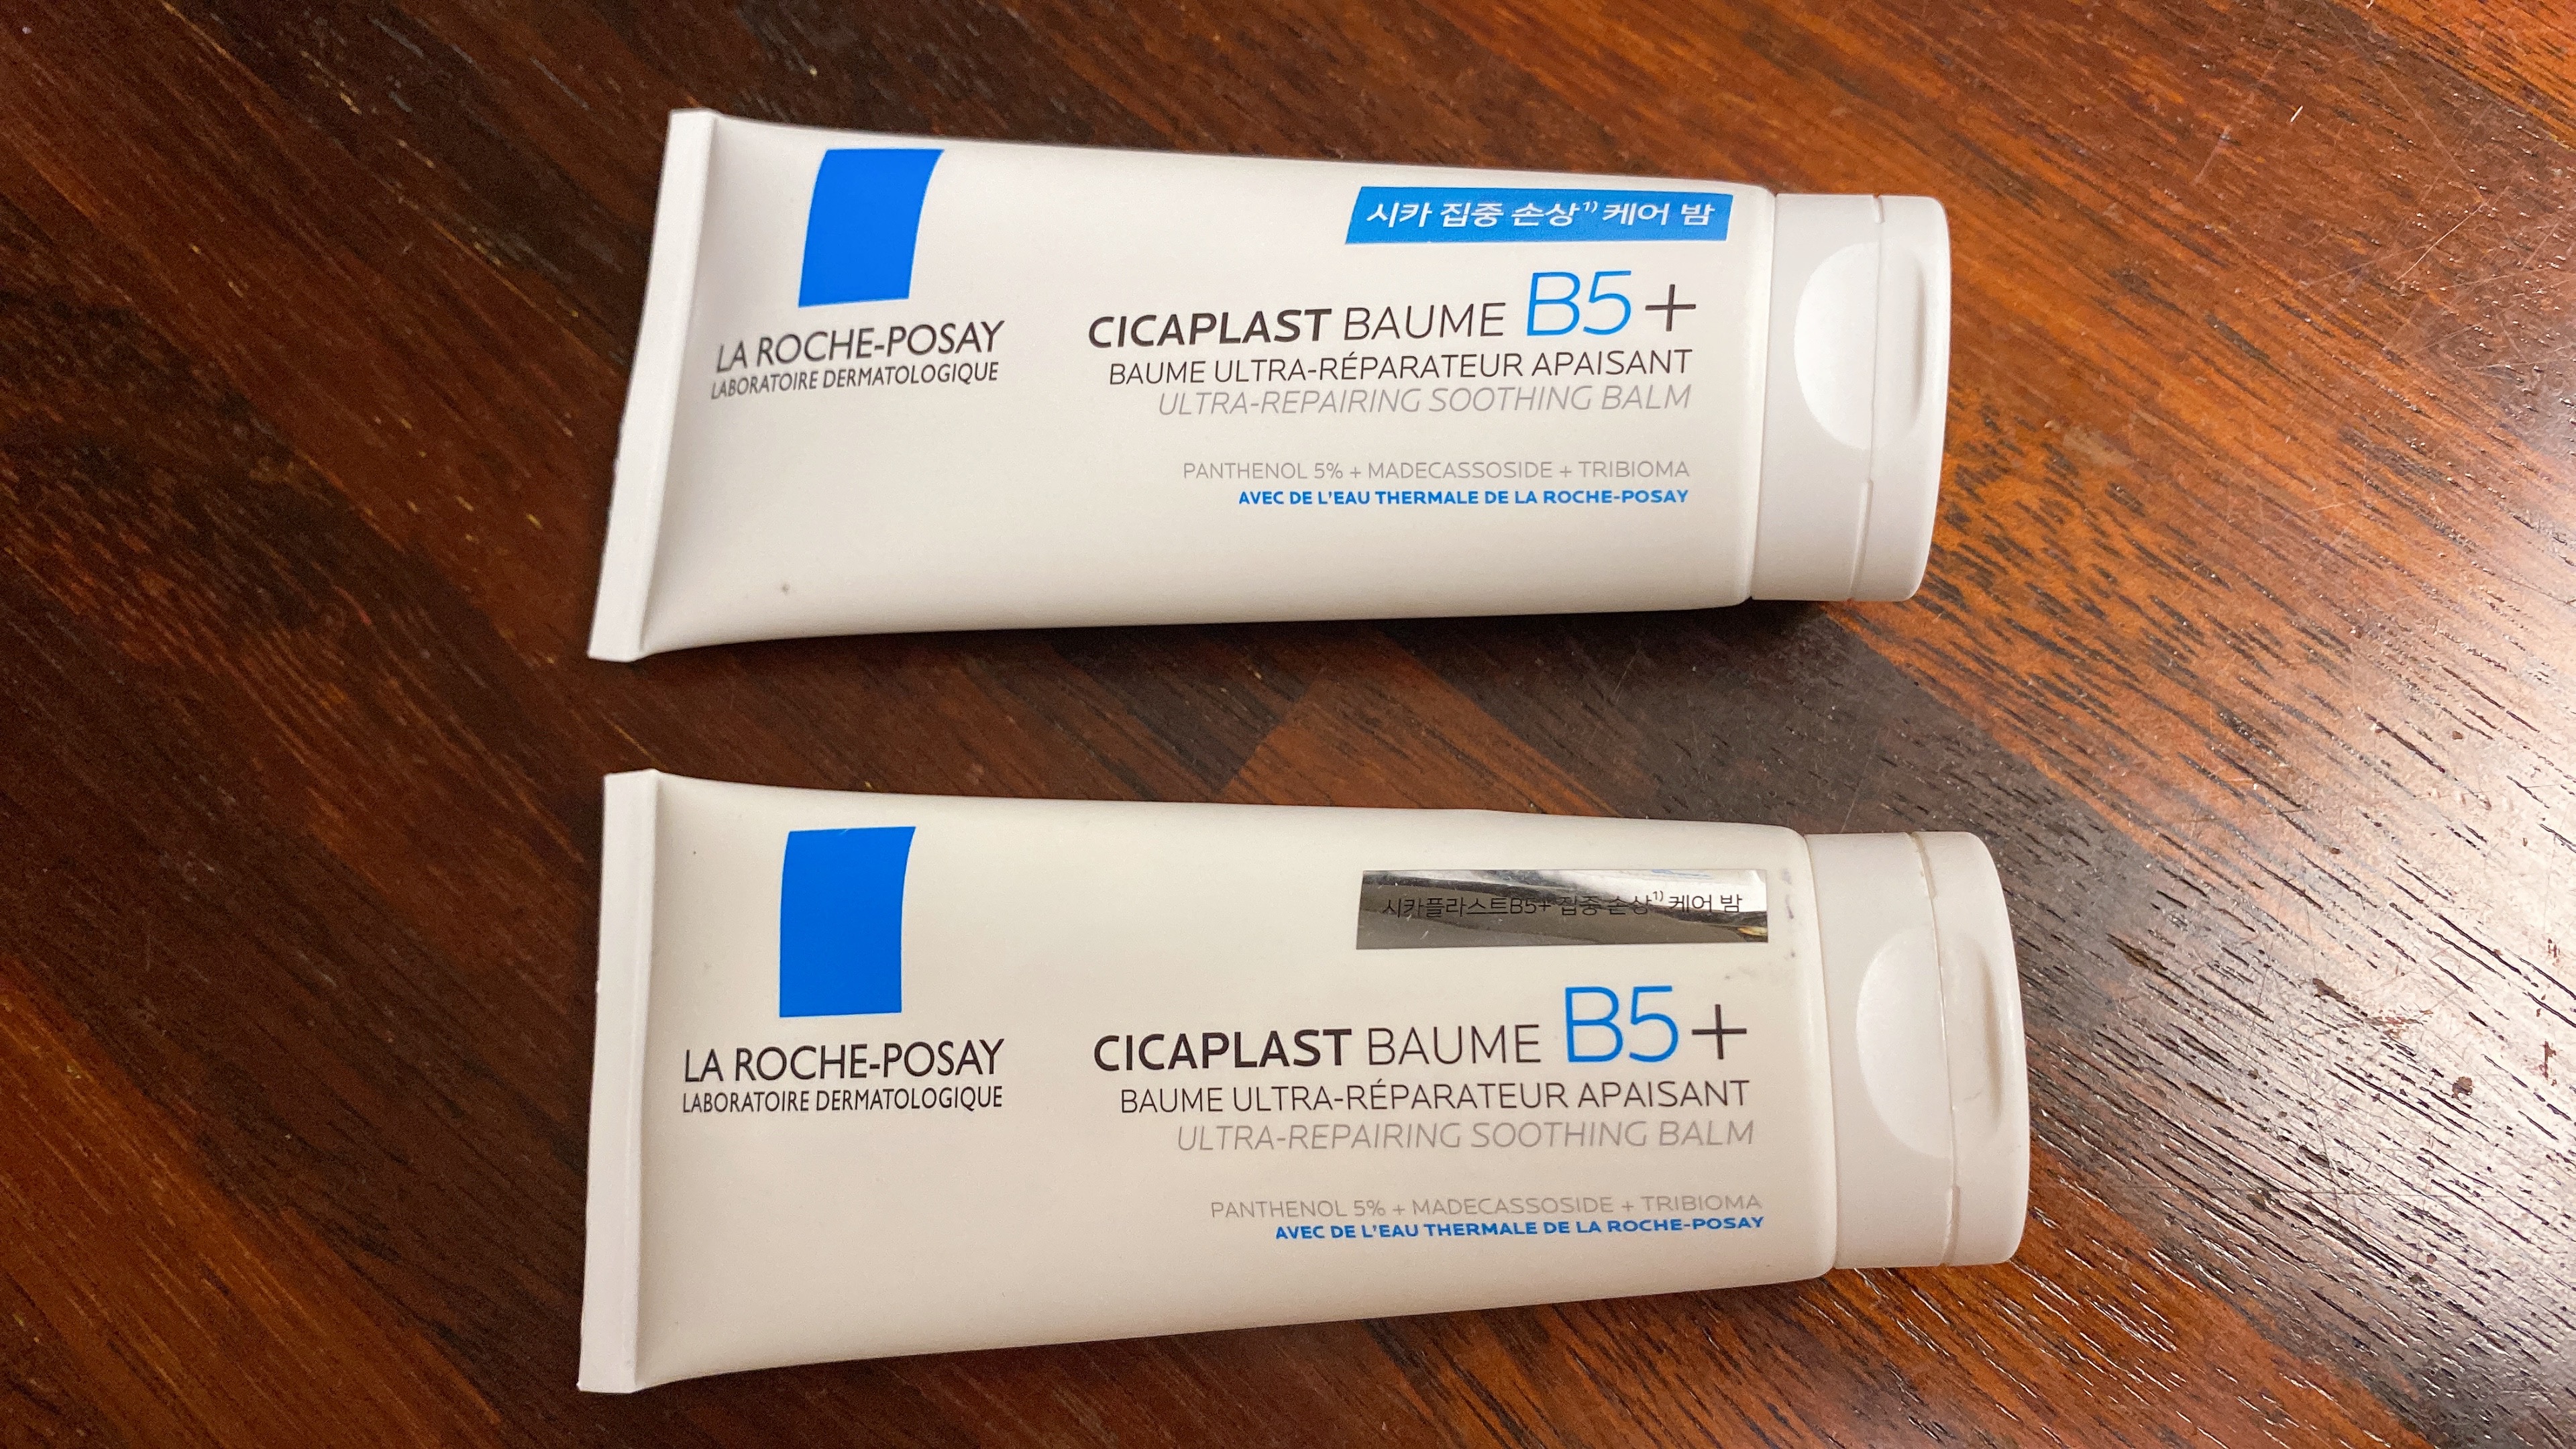 LA ROCHE-POSAY
LABORATOIRE DERMATOLOGIQUE
시카 집중 손상¹⁾ 케어 밤
CICAPLAST BAUME B5+
BAUME ULTRA-RÉPARATEUR APAISANT
ULTRA-REPAIRING SOOTHING BALM
PANTHENOL 5% + MADECASSOSIDE + TRIBIOMA
AVEC DE L'EAU THERMALE DE LA ROCHE-POSAY
LA ROCHE-POSAY
LABORATOIRE DERMATOLOGIQUE
시카플라스트B5+ 집중 손상¹⁾ 케어 밤
CICAPLAST BAUME B5+
BAUME ULTRA-RÉPARATEUR APAISANT
ULTRA-REPAIRING SOOTHING BALM
PANTHENOL 5% + MADECASSOSIDE + TRIBIOMA
AVEC DE L'EAU THERMALE DE LA ROCHE-POSAY